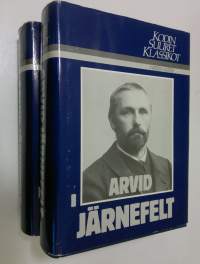 KODIN
SUURET
KLASSIKOT
ARVID
JÄRNEFELT